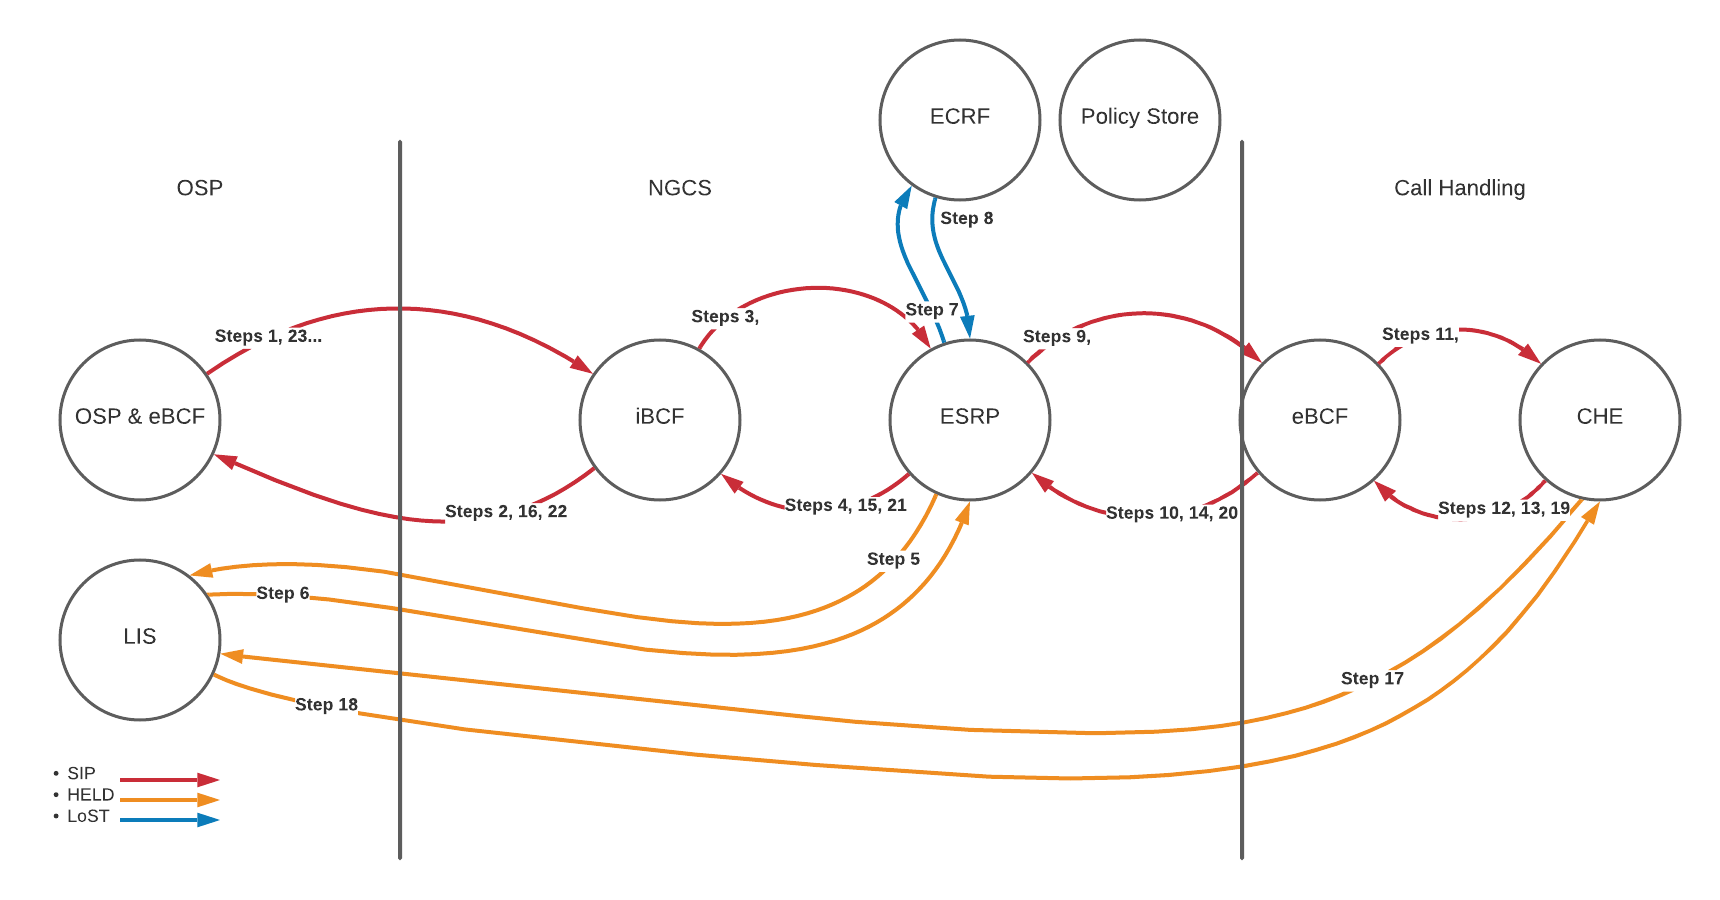 ECRF
Policy Store
OSP
NGCS
Call Handling
Step 8
Steps 3,
Step 7
Steps 1, 23...
Steps 9,
Steps 11,
OSP & eBCF
iBCF
ESRP
eBCF
CHE
Steps 2, 16, 22
Steps 4, 15, 21
Steps 10, 14, 20
Steps 12, 13, 19
Step 5
Step 6
LIS
Step 17
Step 18
• SIP
• HELD
• LoST